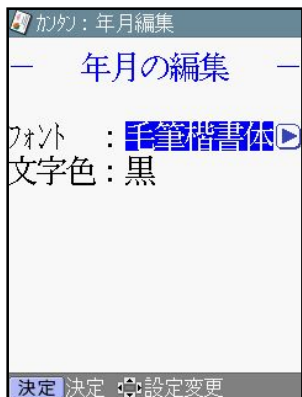 カンタン：年月編集
－ 年月の編集 －
フォント ：毛筆楷書体
文字色：黒
決定 決定 設定変更